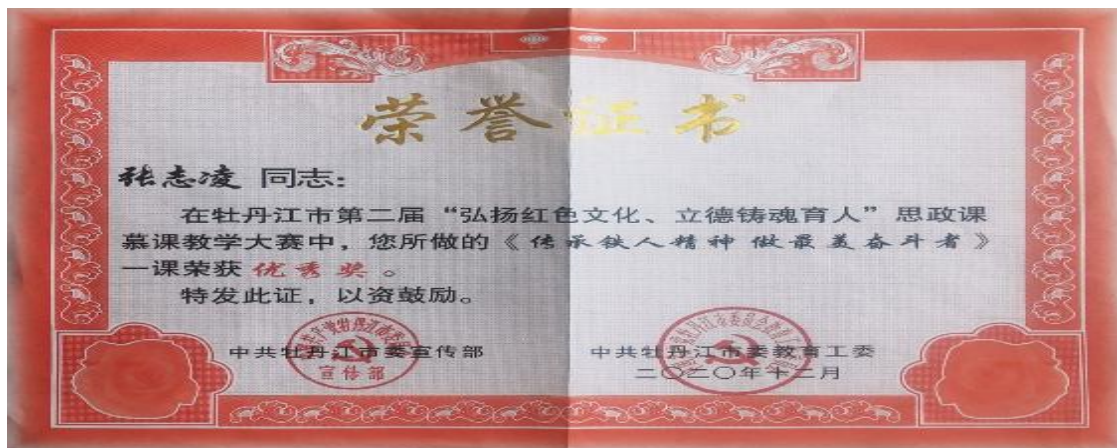 荣誉证书
张志凌 同志：
在牡丹江市第二届“弘扬红色文化、立德铸魂育人”思政课
慕课教学大赛中，您所做的《传承铁人精神 做最美奋斗者》
一课荣获 优秀奖 。
特发此证，以资鼓励。
中共牡丹江市委宣传部
中共牡丹江市委教育工委
二〇二〇年十二月
宣传部